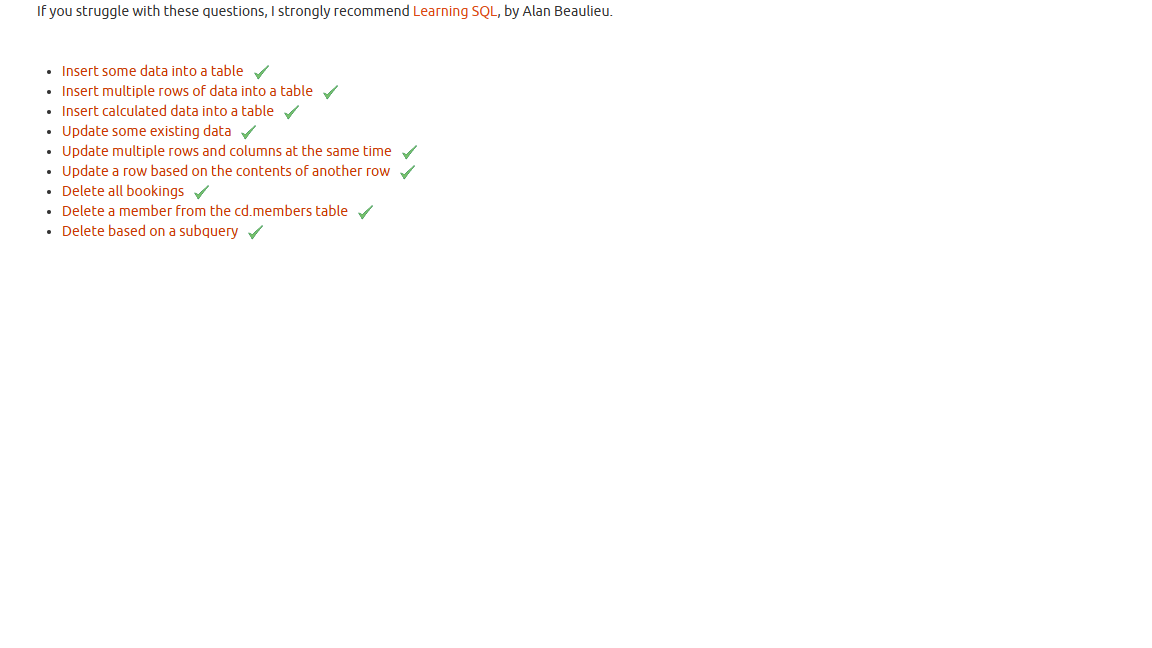 If you struggle with these questions, I strongly recommend Learning SQL, by Alan Beaulieu.
Insert some data into a table
Insert multiple rows of data into a table
Insert calculated data into a table
Update some existing data
Update multiple rows and columns at the same time
Update a row based on the contents of another row
Delete all bookings
Delete a member from the cd.members table
Delete based on a subquery